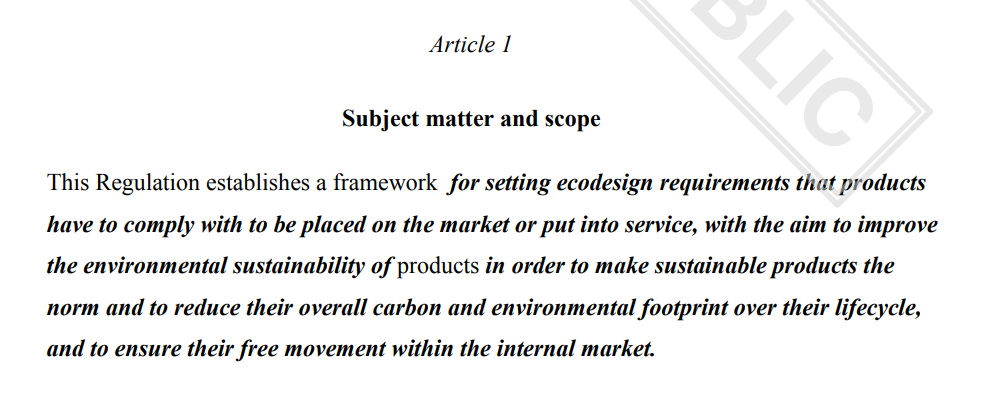 Article 1
Subject matter and scope
This Regulation establishes a framework for setting ecodesign requirements that products
have to comply with to be placed on the market or put into service, with the aim to improve
the environmental sustainability of products in order to make sustainable products the
norm and to reduce their overall carbon and environmental footprint over their lifecycle,
and to ensure their free movement within the internal market.
BLIC